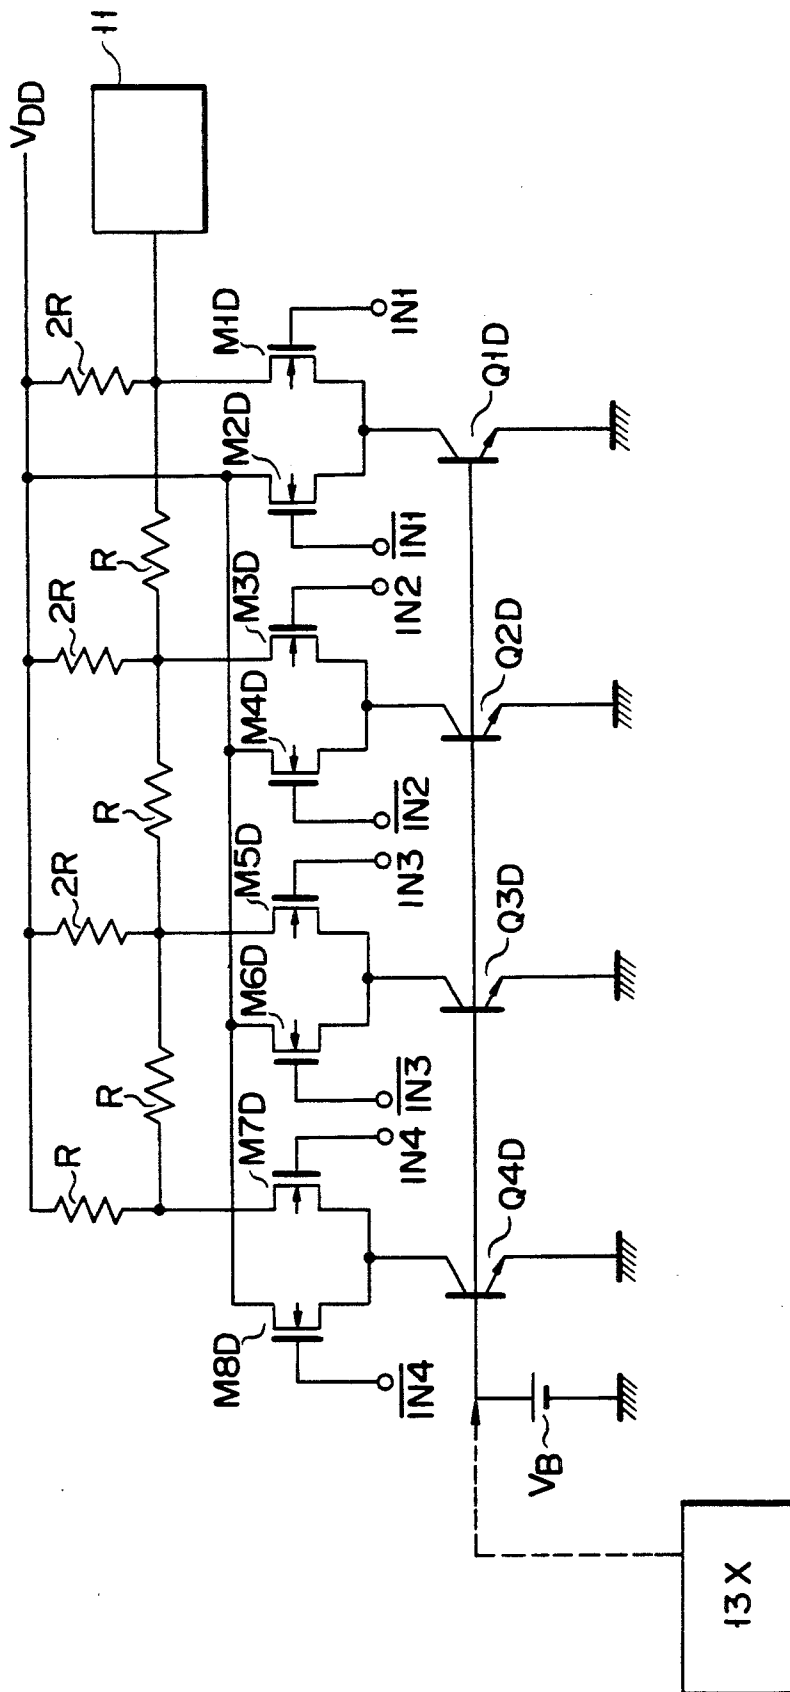 11
VDD
2R
M1D
IN1
Q1D
M2D
IN1
R
2R
M3D
IN2
Q2D
M4D
IN2
R
2R
M5D
IN3
Q3D
M6D
IN3
R
R
M7D
IN4
Q4D
M8D
IN4
VB
13X